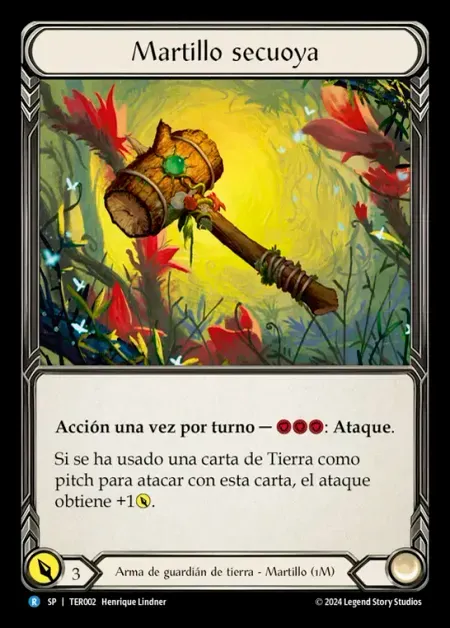 Martillo secuoya
Acción una vez por turno — : Ataque.
Si se ha usado una carta de Tierra como
pitch para atacar con esta carta, el ataque
obtiene +1.
3
Arma de guardián de tierra - Martillo (1M)
R SP | TER002 Henrique Lindner
© 2024 Legend Story Studios